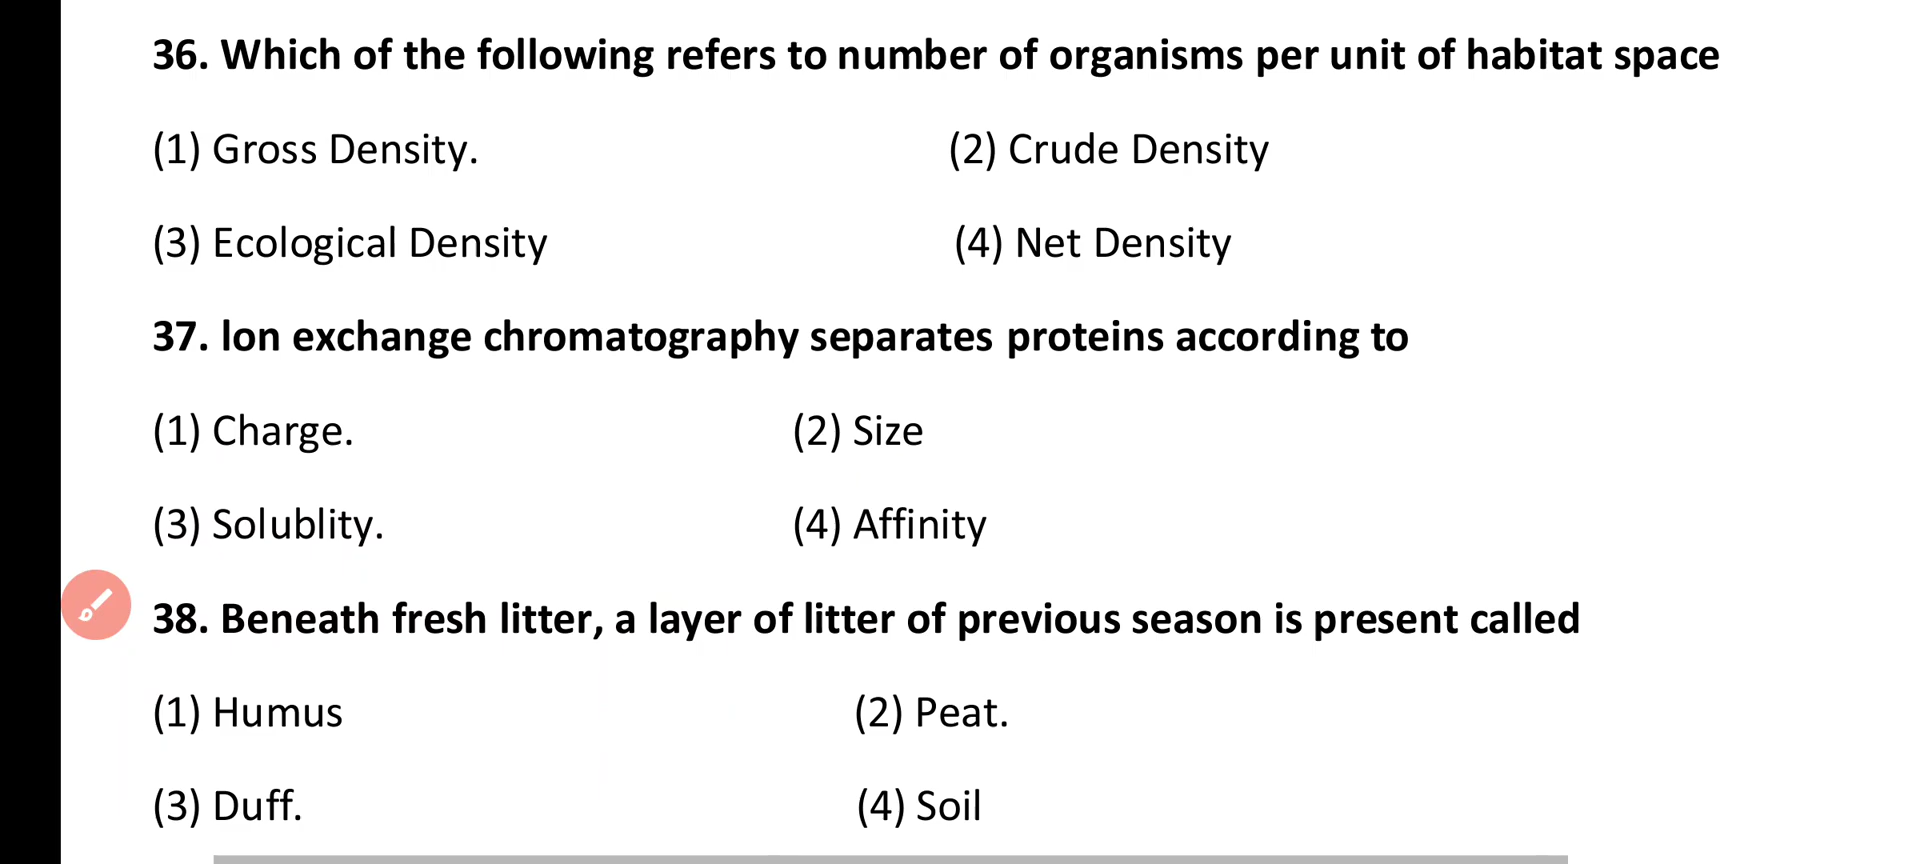 36. Which of the following refers to number of organisms per unit of habitat space
(1) Gross Density. (2) Crude Density
(3) Ecological Density (4) Net Density
37. lon exchange chromatography separates proteins according to
(1) Charge. (2) Size
(3) Solublity. (4) Affinity
38. Beneath fresh litter, a layer of litter of previous season is present called
(1) Humus (2) Peat.
(3) Duff. (4) Soil